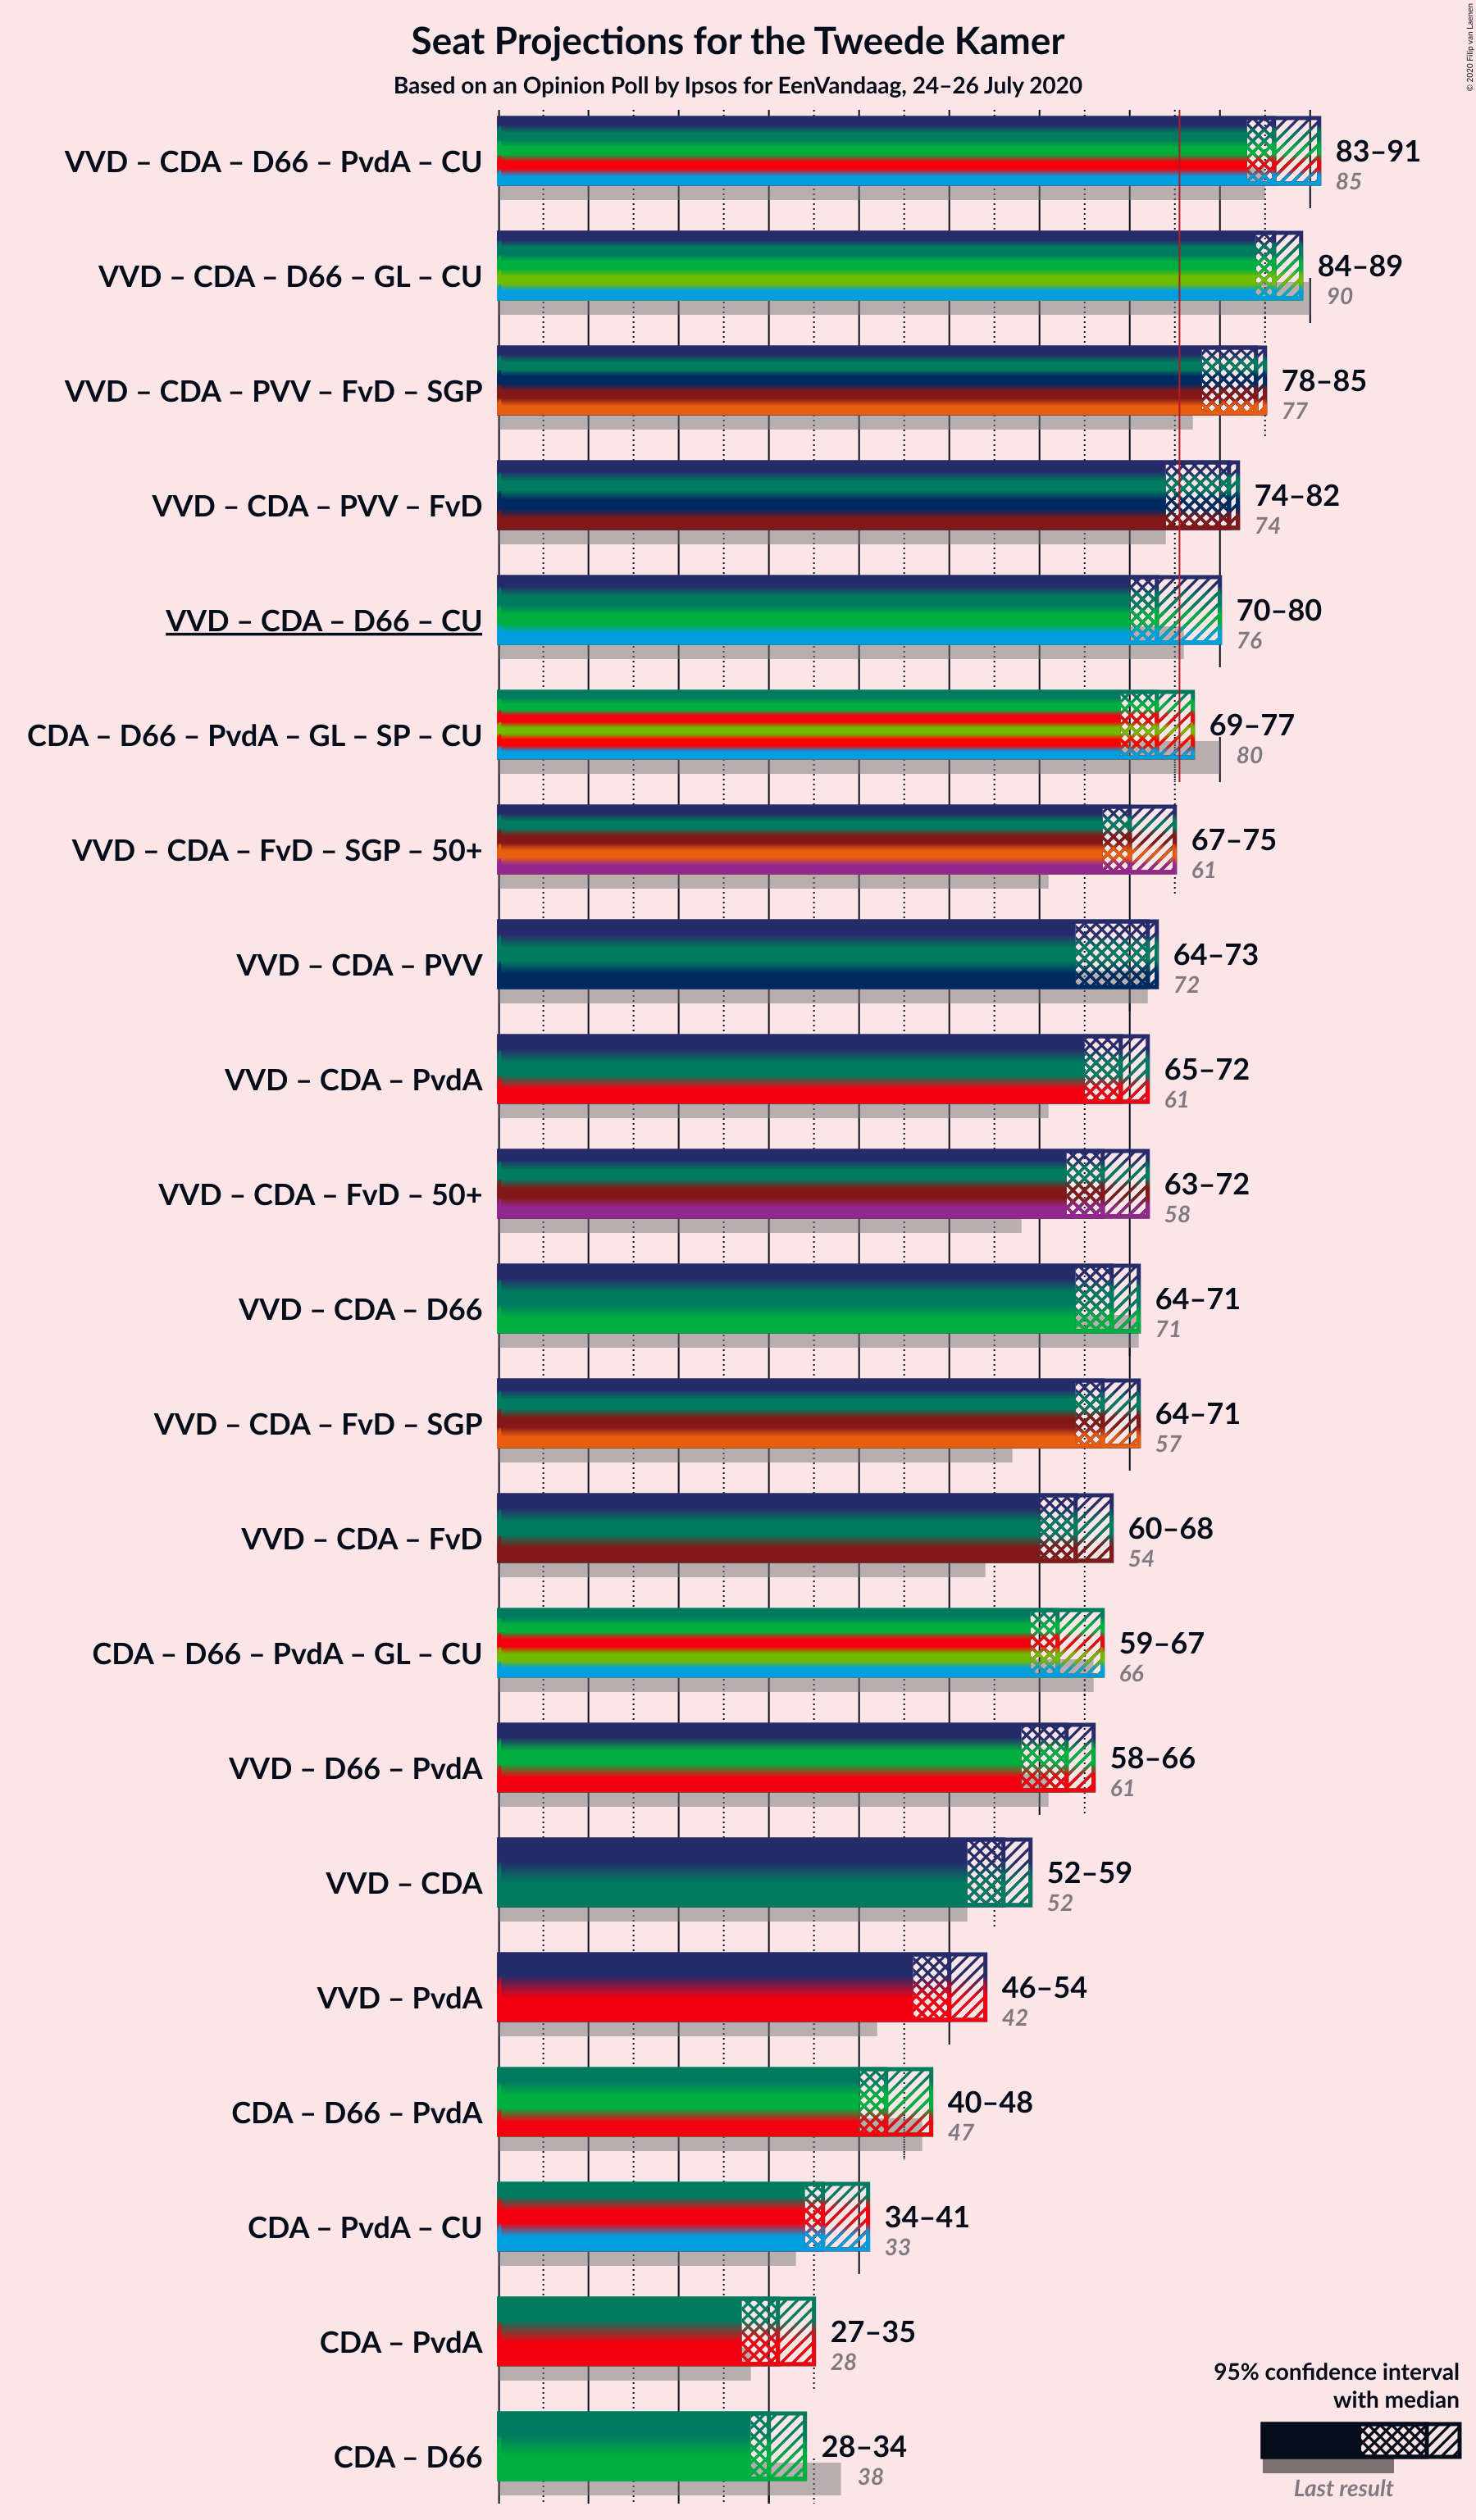 © 2020 Filip van Laenen
Seat Projections for the Tweede Kamer
Based on an Opinion Poll by Ipsos for EenVandaag, 24–26 July 2020
VVD – CDA – D66 – PvdA – CU
83–91
85
VVD – CDA – D66 – GL – CU
84–89
90
VVD – CDA – PVV – FvD – SGP
78–85
77
VVD – CDA – PVV – FvD
74–82
74
VVD – CDA – D66 – CU
70–80
76
CDA – D66 – PvdA – GL – SP – CU
69–77
80
VVD – CDA – FvD – SGP – 50+
67–75
61
VVD – CDA – PVV
64–73
72
VVD – CDA – PvdA
65–72
61
VVD – CDA – FvD – 50+
63–72
58
VVD – CDA – D66
64–71
71
VVD – CDA – FvD – SGP
64–71
57
VVD – CDA – FvD
60–68
54
CDA – D66 – PvdA – GL – CU
59–67
66
VVD – D66 – PvdA
58–66
61
VVD – CDA
52–59
52
VVD – PvdA
46–54
42
CDA – D66 – PvdA
40–48
47
CDA – PvdA – CU
34–41
33
CDA – PvdA
27–35
28
CDA – D66
28–34
38
95% confidence interval
with median
Last result